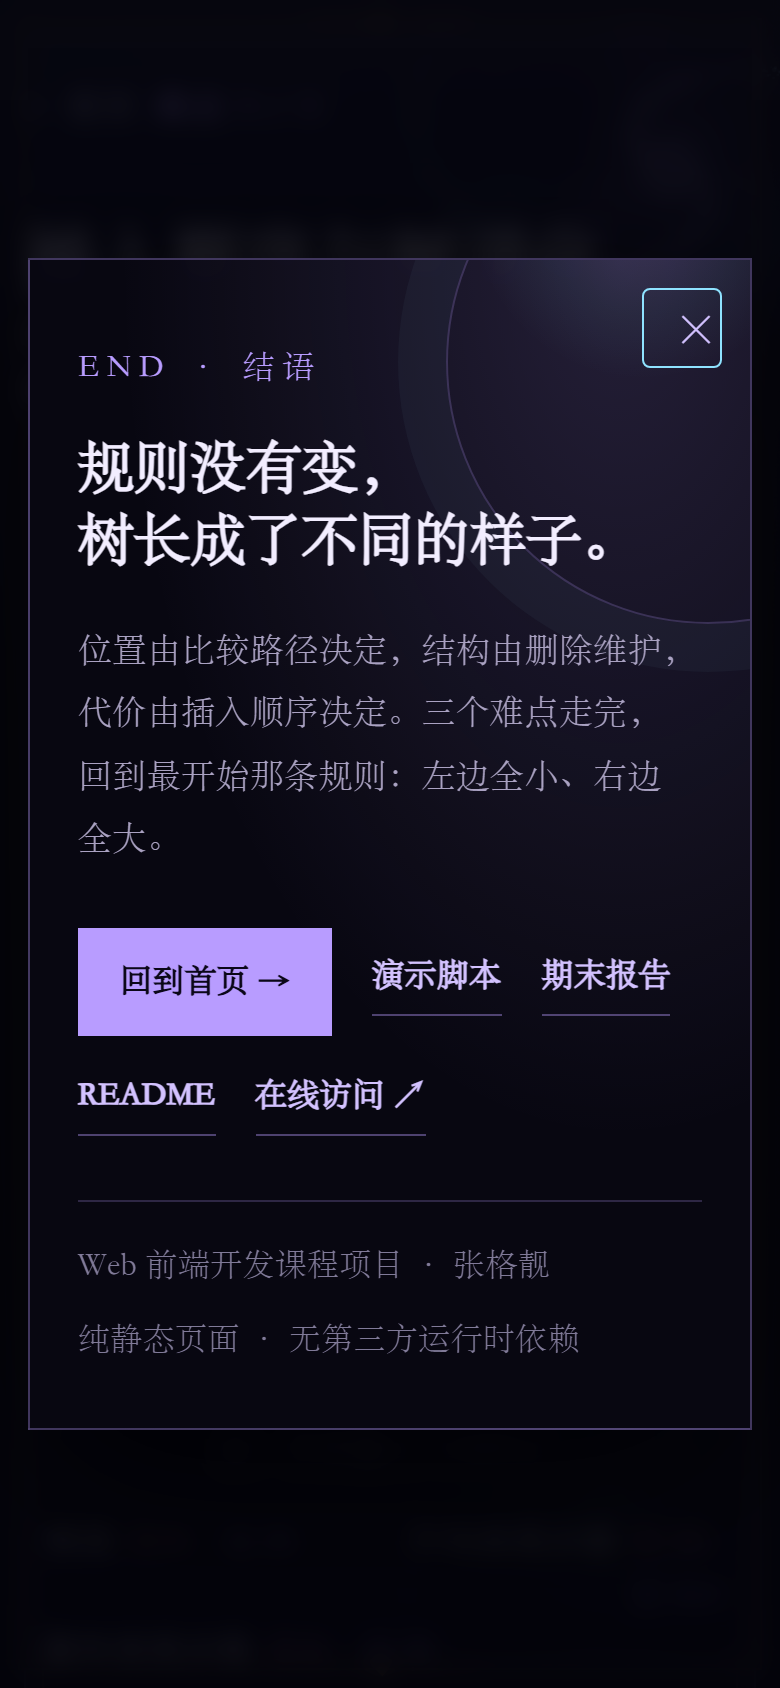 END · 结语
规则没有变，
树长成了不同的样子。
位置由比较路径决定，结构由删除维护，
代价由插入顺序决定。三个难点走完，
回到最开始那条规则：左边全小、右边
全大。
回到首页 → 演示脚本 期末报告
README 在线访问 ↗
Web 前端开发课程项目 · 张格靓
纯静态页面 · 无第三方运行时依赖